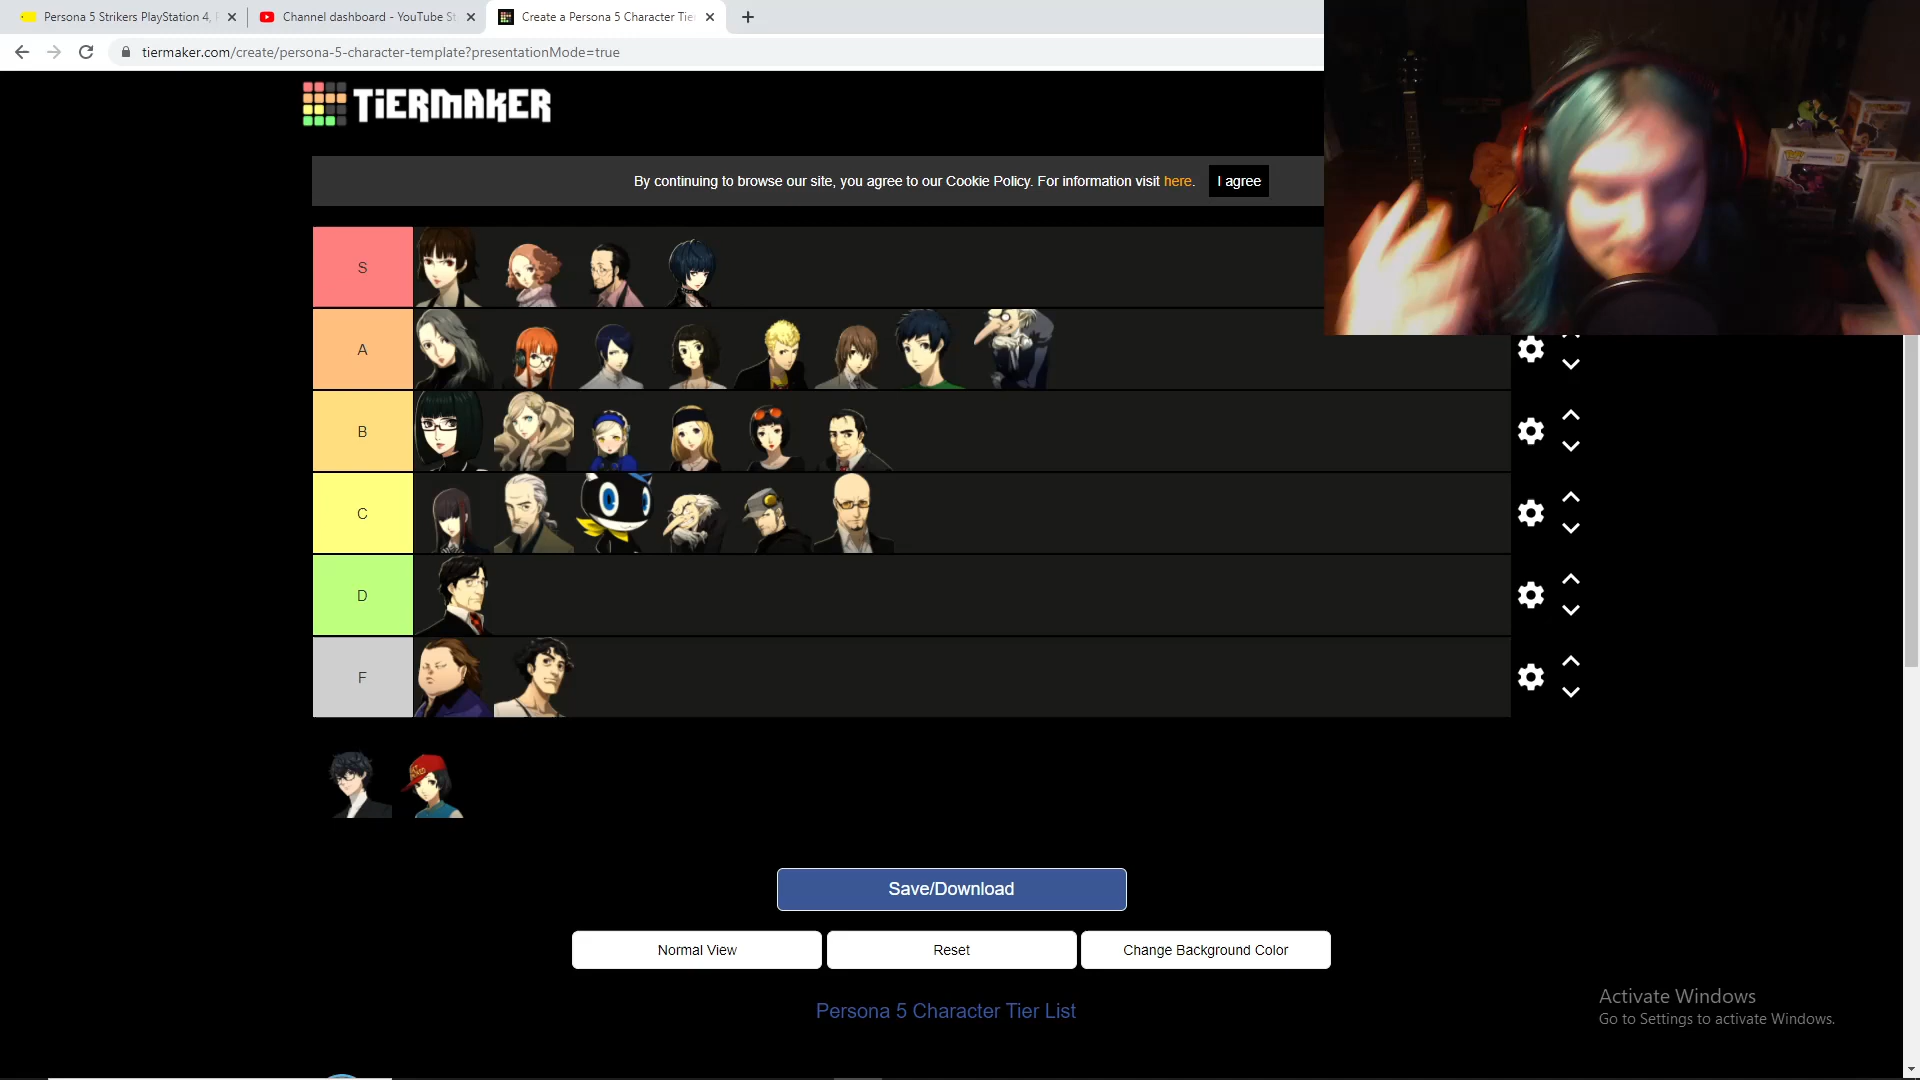 Persona 5 Strikers PlayStation 4,
Channel dashboard - YouTube St
Create a Persona 5 Character Tie
tiermaker.com/create/persona-5-character-template?presentationMode=true
TiERMAKER
By continuing to browse our site, you agree to our Cookie Policy. For information visit here.
I agree
S
A
B
C
D
F
Save/Download
Normal View
Reset
Change Background Color
Persona 5 Character Tier List
Activate Windows
Go to Settings to activate Windows.